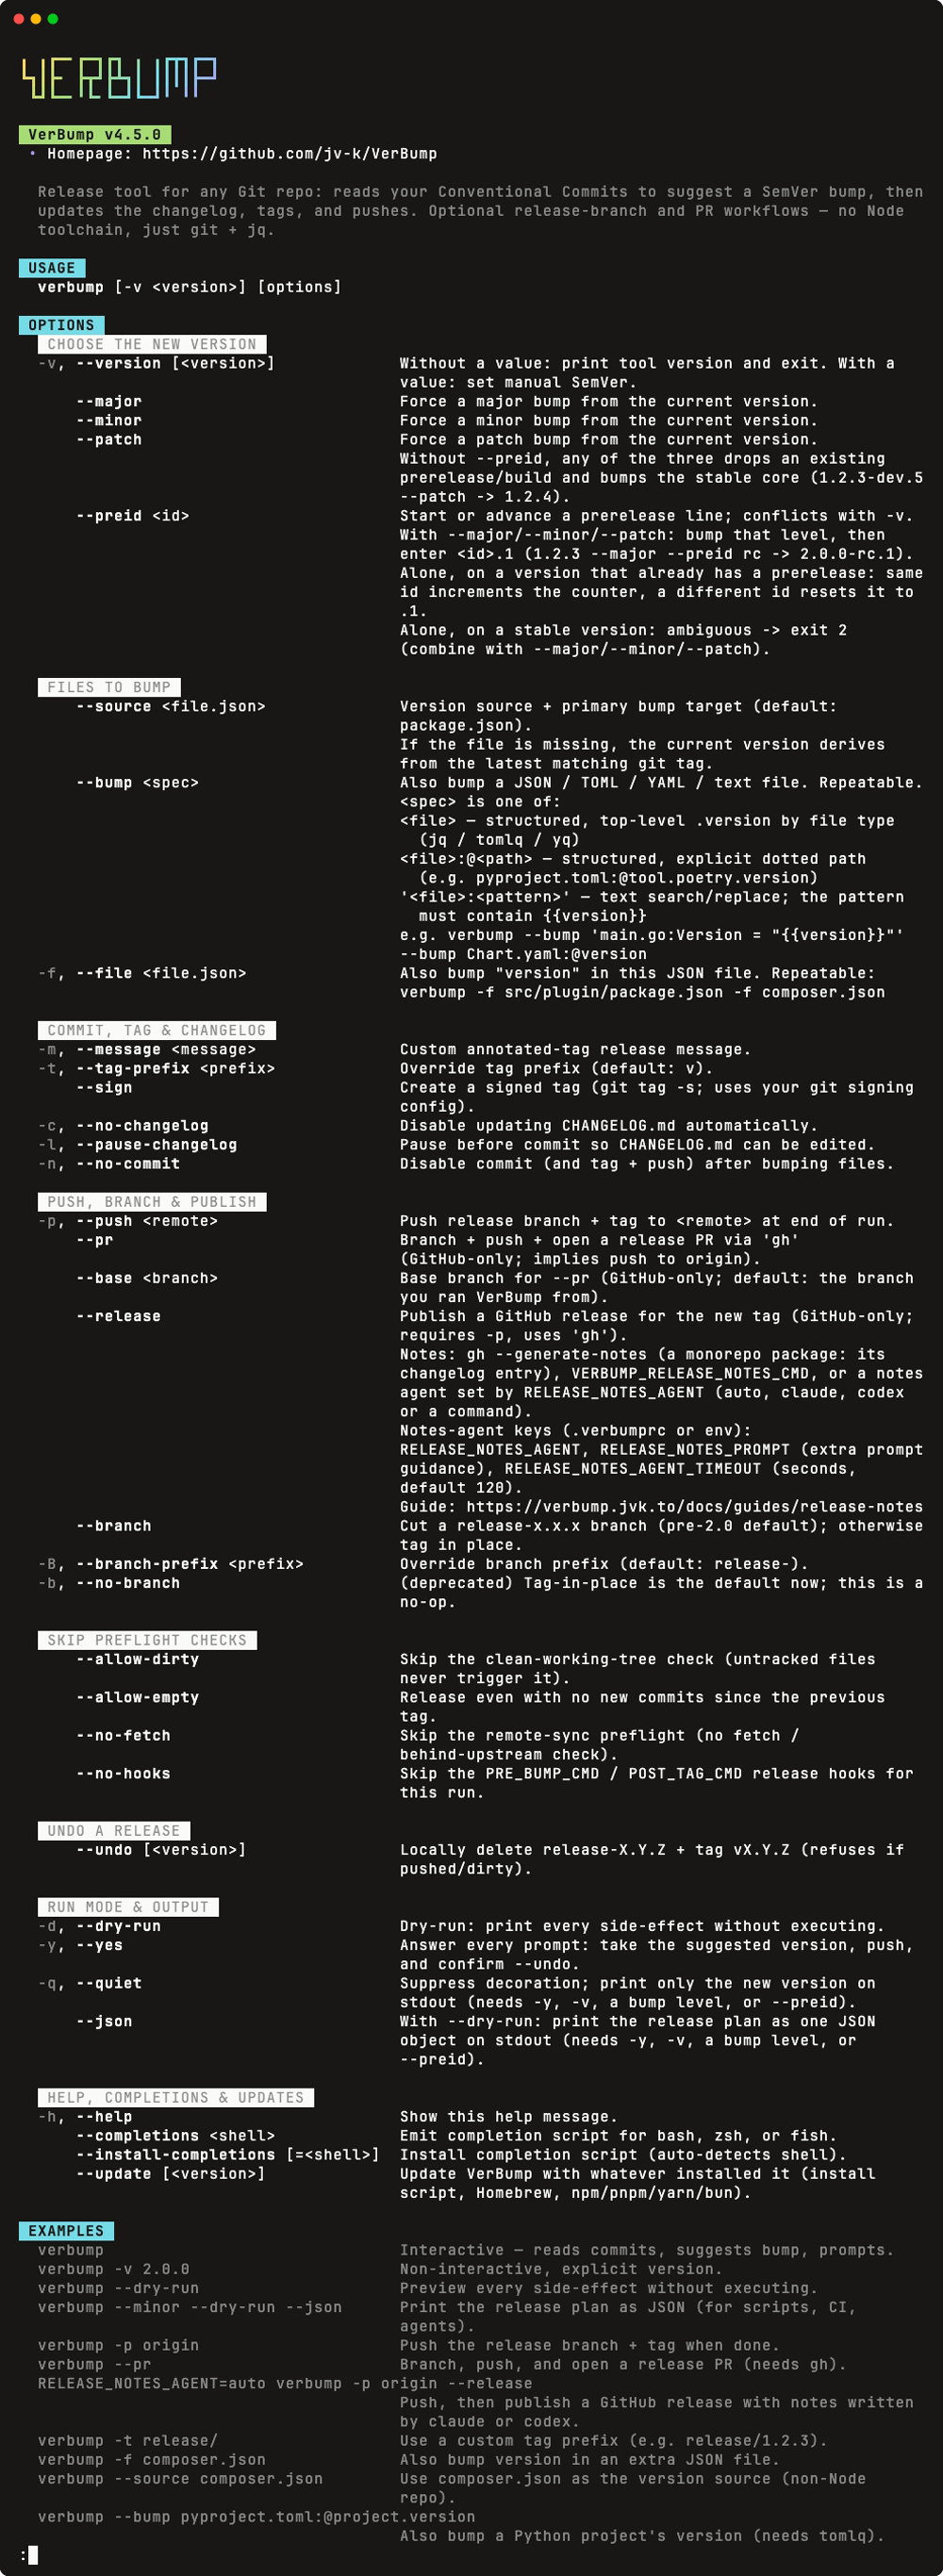 VERBUMP
VerBump v4.5.0
• Homepage: https://github.com/jv-k/VerBump
Release tool for any Git repo: reads your Conventional Commits to suggest a SemVer bump, then
updates the changelog, tags, and pushes. Optional release-branch and PR workflows — no Node
toolchain, just git + jq.
USAGE
verbump [-v <version>] [options]
OPTIONS
CHOOSE THE NEW VERSION
-v, --version [<version>] Without a value: print tool version and exit. With a
value: set manual SemVer.
--major Force a major bump from the current version.
--minor Force a minor bump from the current version.
--patch Force a patch bump from the current version.
Without --preid, any of the three drops an existing
prerelease/build and bumps the stable core (1.2.3-dev.5
--patch -> 1.2.4).
--preid <id> Start or advance a prerelease line; conflicts with -v.
With --major/--minor/--patch: bump that level, then
enter <id>.1 (1.2.3 --major --preid rc -> 2.0.0-rc.1).
Alone, on a version that already has a prerelease: same
id increments the counter, a different id resets it to
.1.
Alone, on a stable version: ambiguous -> exit 2
(combine with --major/--minor/--patch).
FILES TO BUMP
--source <file.json> Version source + primary bump target (default:
package.json).
If the file is missing, the current version derives
from the latest matching git tag.
--bump <spec> Also bump a JSON / TOML / YAML / text file. Repeatable.
<spec> is one of:
<file> — structured, top-level .version by file type
(jq / tomlq / yq)
<file>:@<path> — structured, explicit dotted path
(e.g. pyproject.toml:@tool.poetry.version)
'<file>:<pattern>' — text search/replace; the pattern
must contain {{version}}
e.g. verbump --bump 'main.go:Version = "{{version}}"'
--bump Chart.yaml:@version
-f, --file <file.json> Also bump "version" in this JSON file. Repeatable:
verbump -f src/plugin/package.json -f composer.json
COMMIT, TAG & CHANGELOG
-m, --message <message> Custom annotated-tag release message.
-t, --tag-prefix <prefix> Override tag prefix (default: v).
--sign Create a signed tag (git tag -s; uses your git signing
config).
-c, --no-changelog Disable updating CHANGELOG.md automatically.
-l, --pause-changelog Pause before commit so CHANGELOG.md can be edited.
-n, --no-commit Disable commit (and tag + push) after bumping files.
PUSH, BRANCH & PUBLISH
-p, --push <remote> Push release branch + tag to <remote> at end of run.
--pr Branch + push + open a release PR via 'gh'
(GitHub-only; implies push to origin).
--base <branch> Base branch for --pr (GitHub-only; default: the branch
you ran VerBump from).
--release Publish a GitHub release for the new tag (GitHub-only;
requires -p, uses 'gh').
Notes: gh --generate-notes (a monorepo package: its
changelog entry), VERBUMP_RELEASE_NOTES_CMD, or a notes
agent set by RELEASE_NOTES_AGENT (auto, claude, codex
or a command).
Notes-agent keys (.verbumprc or env):
RELEASE_NOTES_AGENT, RELEASE_NOTES_PROMPT (extra prompt
guidance), RELEASE_NOTES_AGENT_TIMEOUT (seconds,
default 120).
Guide: https://verbump.jvk.to/docs/guides/release-notes
--branch Cut a release-x.x.x branch (pre-2.0 default); otherwise
tag in place.
-B, --branch-prefix <prefix> Override branch prefix (default: release-).
-b, --no-branch (deprecated) Tag-in-place is the default now; this is a
no-op.
SKIP PREFLIGHT CHECKS
--allow-dirty Skip the clean-working-tree check (untracked files
never trigger it).
--allow-empty Release even with no new commits since the previous
tag.
--no-fetch Skip the remote-sync preflight (no fetch /
behind-upstream check).
--no-hooks Skip the PRE_BUMP_CMD / POST_TAG_CMD release hooks for
this run.
UNDO A RELEASE
--undo [<version>] Locally delete release-X.Y.Z + tag vX.Y.Z (refuses if
pushed/dirty).
RUN MODE & OUTPUT
-d, --dry-run Dry-run: print every side-effect without executing.
-y, --yes Answer every prompt: take the suggested version, push,
and confirm --undo.
-q, --quiet Suppress decoration; print only the new version on
stdout (needs -y, -v, a bump level, or --preid).
--json With --dry-run: print the release plan as one JSON
object on stdout (needs -y, -v, a bump level, or
--preid).
HELP, COMPLETIONS & UPDATES
-h, --help Show this help message.
--completions <shell> Emit completion script for bash, zsh, or fish.
--install-completions [=<shell>] Install completion script (auto-detects shell).
--update [<version>] Update VerBump with whatever installed it (install
script, Homebrew, npm/pnpm/yarn/bun).
EXAMPLES
verbump Interactive — reads commits, suggests bump, prompts.
verbump -v 2.0.0 Non-interactive, explicit version.
verbump --dry-run Preview every side-effect without executing.
verbump --minor --dry-run --json Print the release plan as JSON (for scripts, CI,
agents).
verbump -p origin Push the release branch + tag when done.
verbump --pr Branch, push, and open a release PR (needs gh).
RELEASE_NOTES_AGENT=auto verbump -p origin --release
Push, then publish a GitHub release with notes written
by claude or codex.
verbump -t release/ Use a custom tag prefix (e.g. release/1.2.3).
verbump -f composer.json Also bump version in an extra JSON file.
verbump --source composer.json Use composer.json as the version source (non-Node
repo).
verbump --bump pyproject.toml:@project.version
Also bump a Python project's version (needs tomlq).
: